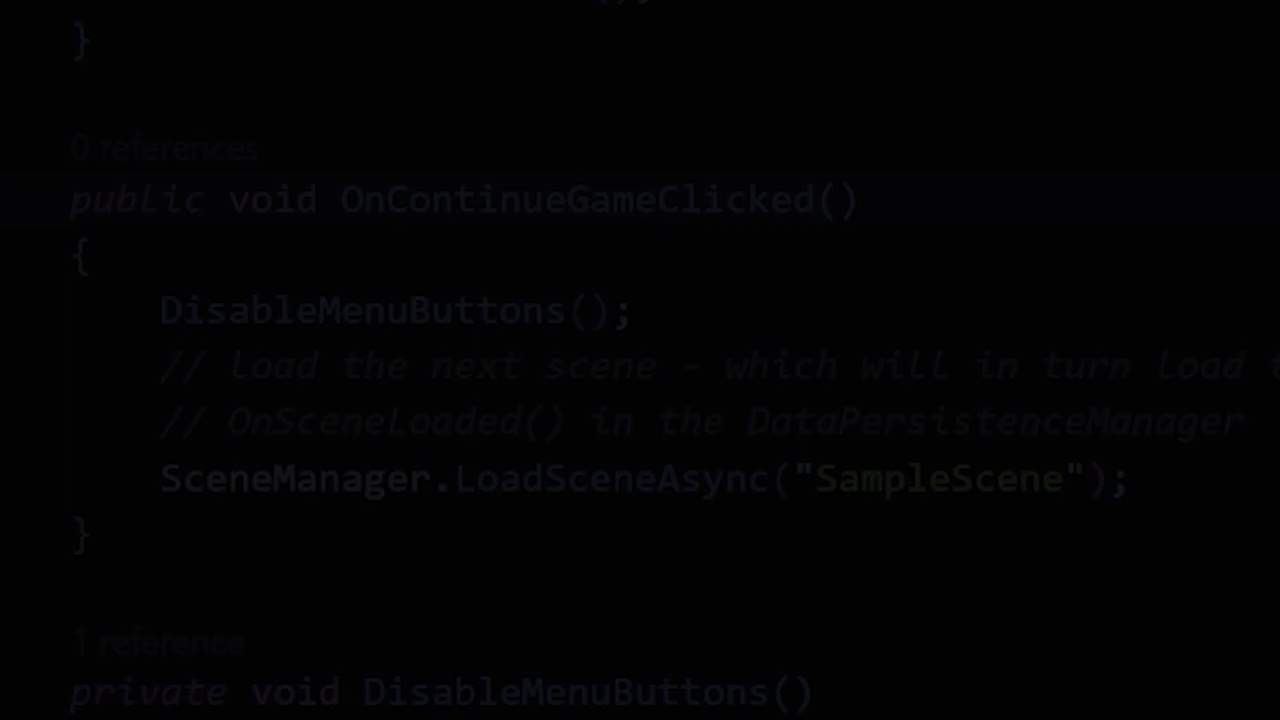 }
0 references
public void OnContinueGameClicked()
{
DisableMenuButtons();
// load the next scene - which will in turn load
// OnSceneLoaded() in the DataPersistenceManager
SceneManager.LoadSceneAsync("SampleScene");
}
1 reference
private void DisableMenuButtons()